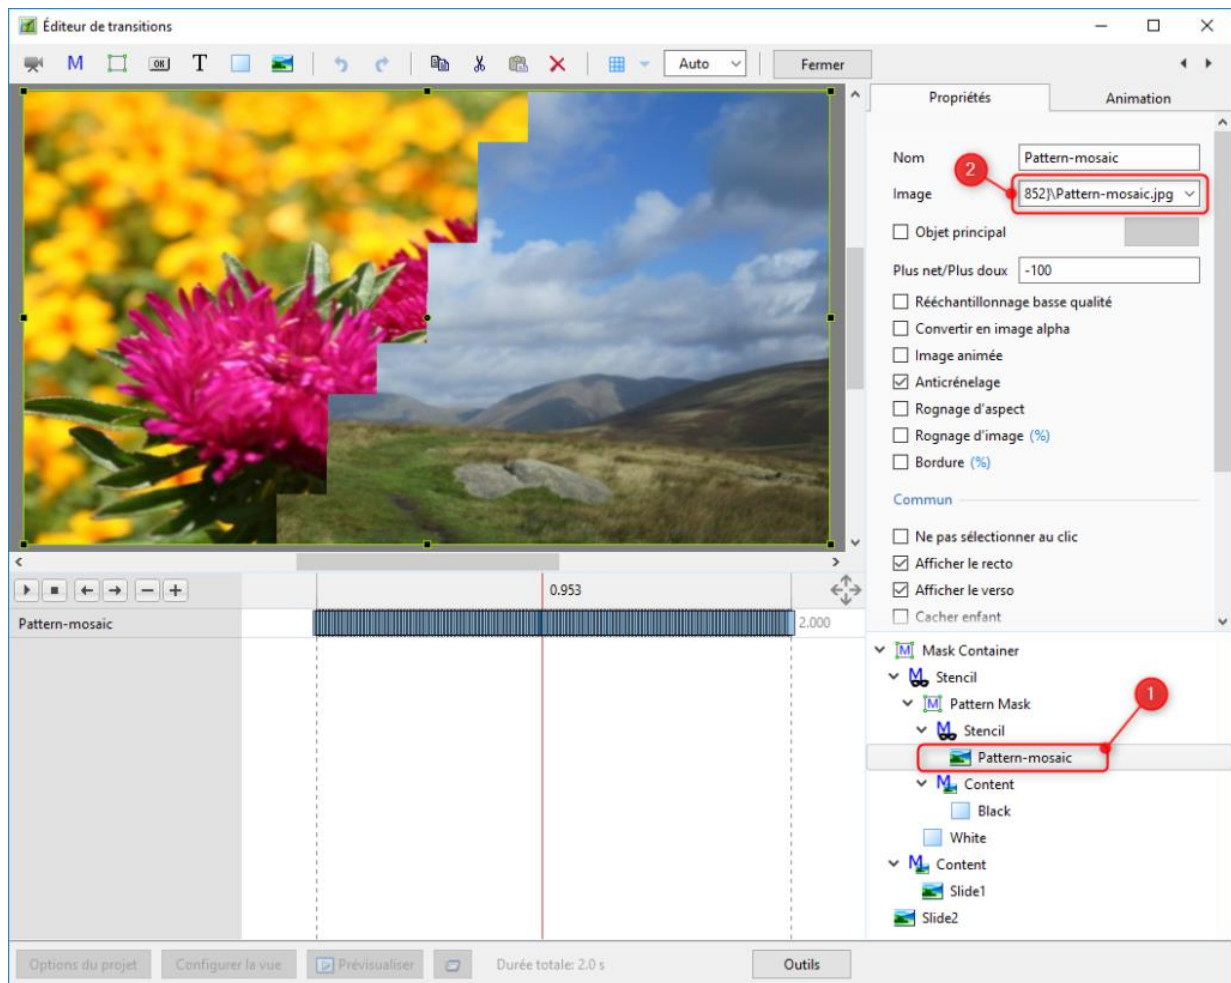 Éditeur de transitions
M OK T Auto Fermer
Propriétés Animation
Nom Pattern-mosaic
2
Image 852}\Pattern-mosaic.jpg
Objet principal
Plus net/Plus doux -100
Rééchantillonnage basse qualité
Convertir en image alpha
Image animée
Anticrénelage
Rognage d'aspect
Rognage d'image (%)
Bordure (%)
Commun
Ne pas sélectionner au clic
Afficher le recto
Afficher le verso
Cacher enfant
0.953
Pattern-mosaic 2.000
M Mask Container
M Stencil
M Pattern Mask
1
M Stencil
Pattern-mosaic
M Content
Black
White
M Content
Slide1
Slide2
Options du projet Configurer la vue Prévisualiser Durée totale: 2.0 s Outils